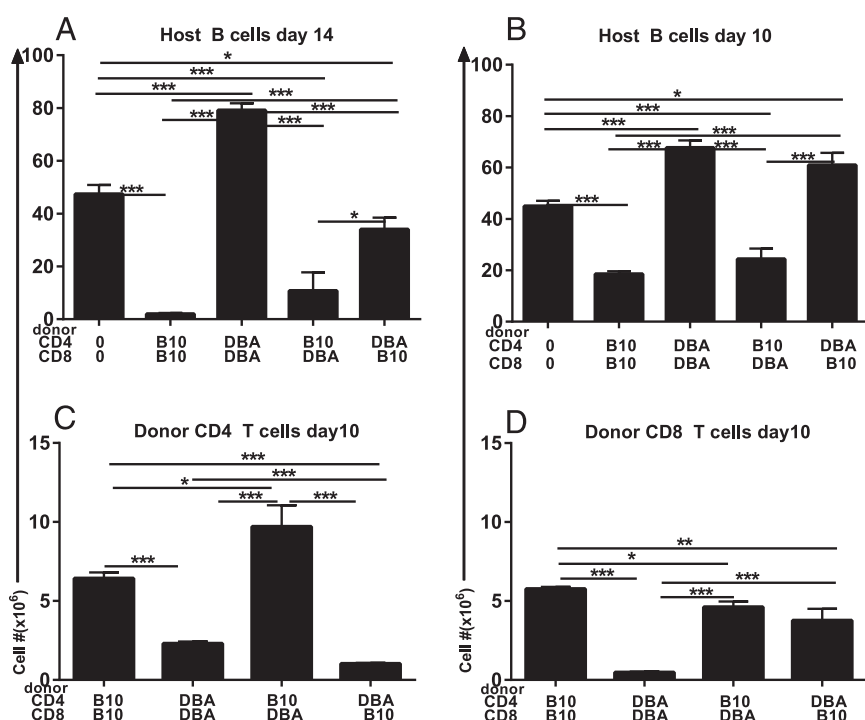 A
Host B cells day 14
100
80
60
40
20
0
*
***
***
***
***
***
***
***
*
donor
CD4 0 B10 DBA B10 DBA
CD8 0 B10 DBA DBA B10
B
Host B cells day 10
100
80
60
40
20
0
*
***
***
***
*** ***
***
***
donor
CD4 0 B10 DBA B10 DBA
CD8 0 B10 DBA DBA B10
C
Donor CD4 T cells day10
15
10
5
0
Cell #(x10⁶)
***
***
*
*** ***
***
donor
CD4 B10 DBA B10 DBA
CD8 B10 DBA DBA B10
D
Donor CD8 T cells day10
15
10
5
0
Cell #(x10⁶)
**
*
*** ***
***
donor
CD4 B10 DBA B10 DBA
CD8 B10 DBA DBA B10